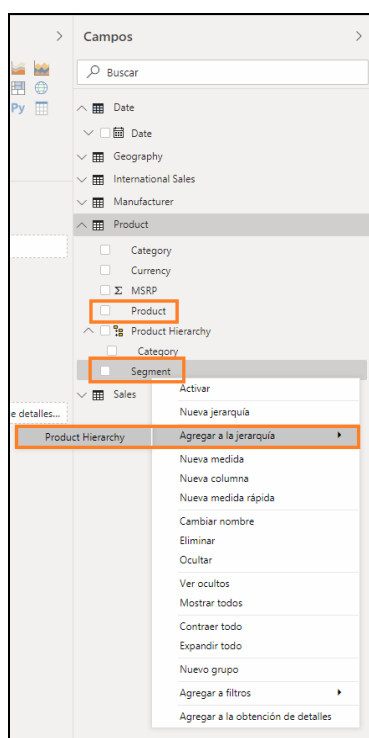 Campos
Buscar
Py
Date
Date
Geography
International Sales
Manufacturer
Product
Category
Currency
Σ MSRP
Product
Product Hierarchy
Category
Segment
Sales
e detalles...
Activar
Nueva jerarquía
Product Hierarchy
Agregar a la jerarquía
Nueva medida
Nueva columna
Nueva medida rápida
Cambiar nombre
Eliminar
Ocultar
Ver ocultos
Mostrar todos
Contraer todo
Expandir todo
Nuevo grupo
Agregar a filtros
Agregar a la obtención de detalles